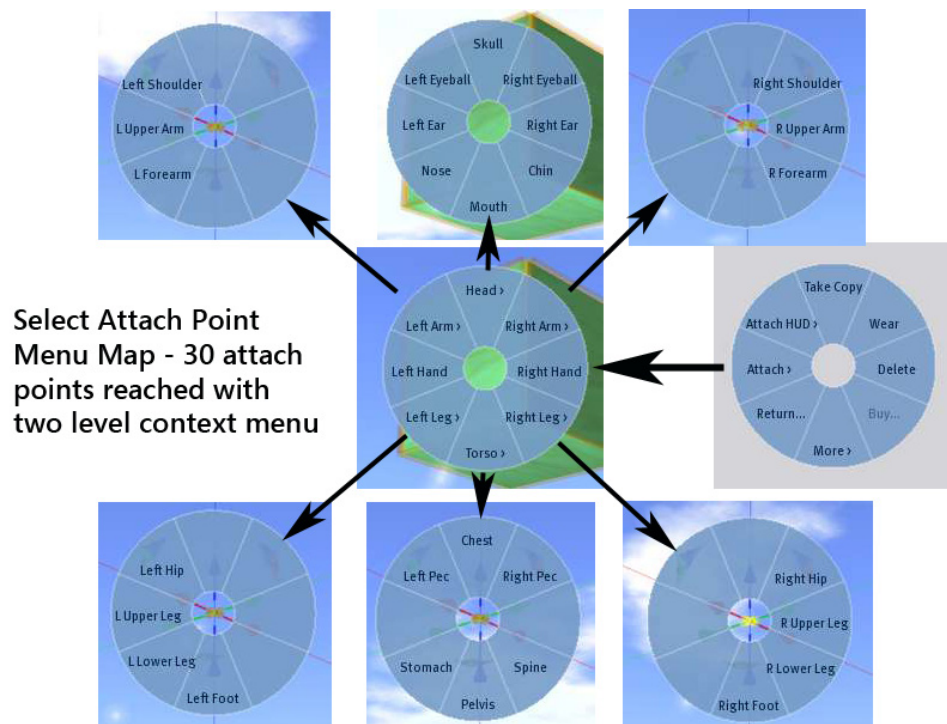 Skull
Left Eyeball
Right Eyeball
Left Ear
Right Ear
Nose
Chin
Mouth
Left Shoulder
L Upper Arm
L Forearm
Right Shoulder
R Upper Arm
R Forearm
Select Attach Point
Menu Map - 30 attach
points reached with
two level context menu
Head >
Left Arm >
Right Arm >
Left Hand
Right Hand
Left Leg >
Right Leg >
Torso >
Take Copy
Attach HUD >
Wear
Attach >
Delete
Return...
Buy...
More >
Left Hip
L Upper Leg
L Lower Leg
Left Foot
Chest
Left Pec
Right Pec
Stomach
Spine
Pelvis
Right Hip
R Upper Leg
R Lower Leg
Right Foot